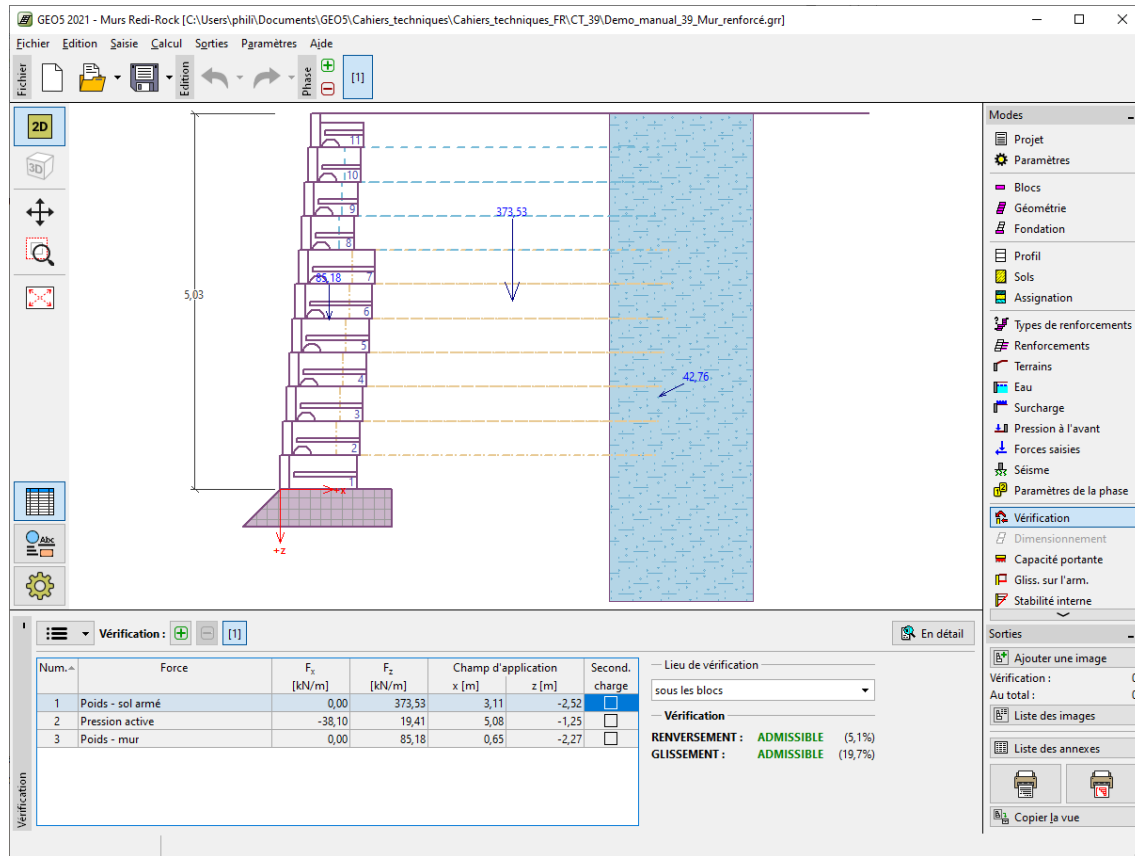 GEO5 2021 - Murs Redi-Rock [C:\Users\phili\Documents\GEO5\Cahiers_techniques\Cahiers_techniques_FR\CT_39\Demo_manual_39_Mur_renforcé.grr]
Fichier Edition Saisie Calcul Sorties Paramètres Aide
Fichier
Edition
Phase
[1]
2D
3D
Abc
5,03
11
10
9
8
7
6
5
4
3
2
1
373,53
85,18
42,76
+x
+z
Modes
Projet
Paramètres
Blocs
Géométrie
Fondation
Profil
Sols
Assignation
Types de renforcements
Renforcements
Terrains
Eau
Surcharge
Pression à l'avant
Forces saisies
Séisme
Paramètres de la phase
Vérification
Dimensionnement
Capacité portante
Gliss. sur l'arm.
Stabilité interne
Sorties
Ajouter une image
Vérification : 0
Au total : 0
Liste des images
Liste des annexes
Copier la vue
Vérification
Vérification : [1] En détail
Num. Force Fx Fz Champ d'application Second.
[kN/m] [kN/m] x [m] z [m] charge
1 Poids - sol armé 0,00 373,53 3,11 -2,52
2 Pression active -38,10 19,41 5,08 -1,25
3 Poids - mur 0,00 85,18 0,65 -2,27
Lieu de vérification
sous les blocs
Vérification
RENVERSEMENT : ADMISSIBLE (5,1%)
GLISSEMENT : ADMISSIBLE (19,7%)